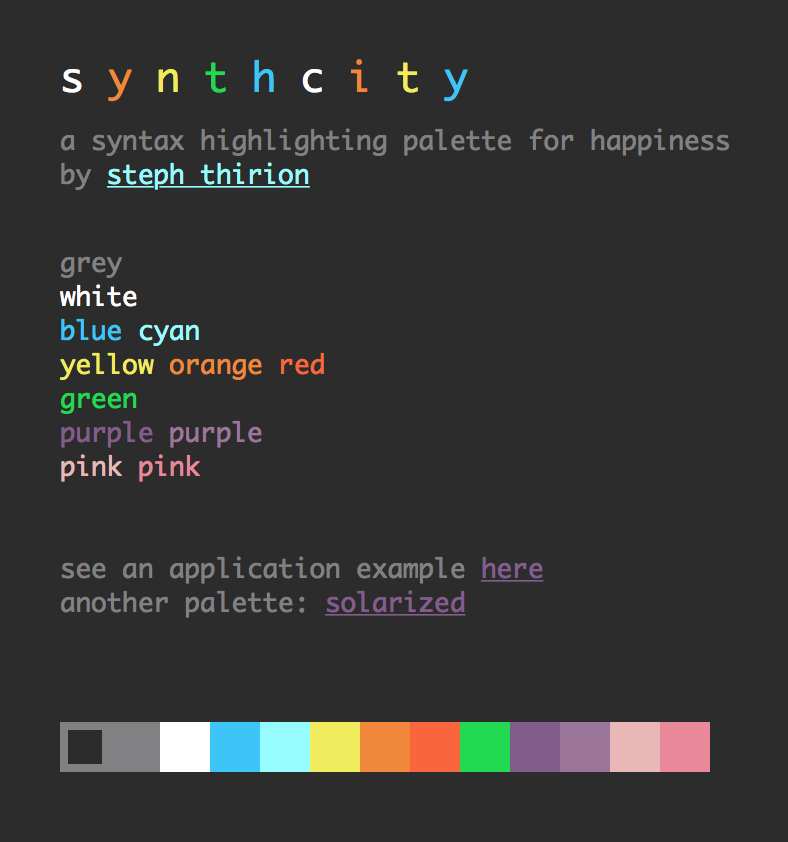 s y n t h c i t y
a syntax highlighting palette for happiness
by steph thirion
grey
white
blue cyan
yellow orange red
green
purple purple
pink pink
see an application example here
another palette: solarized